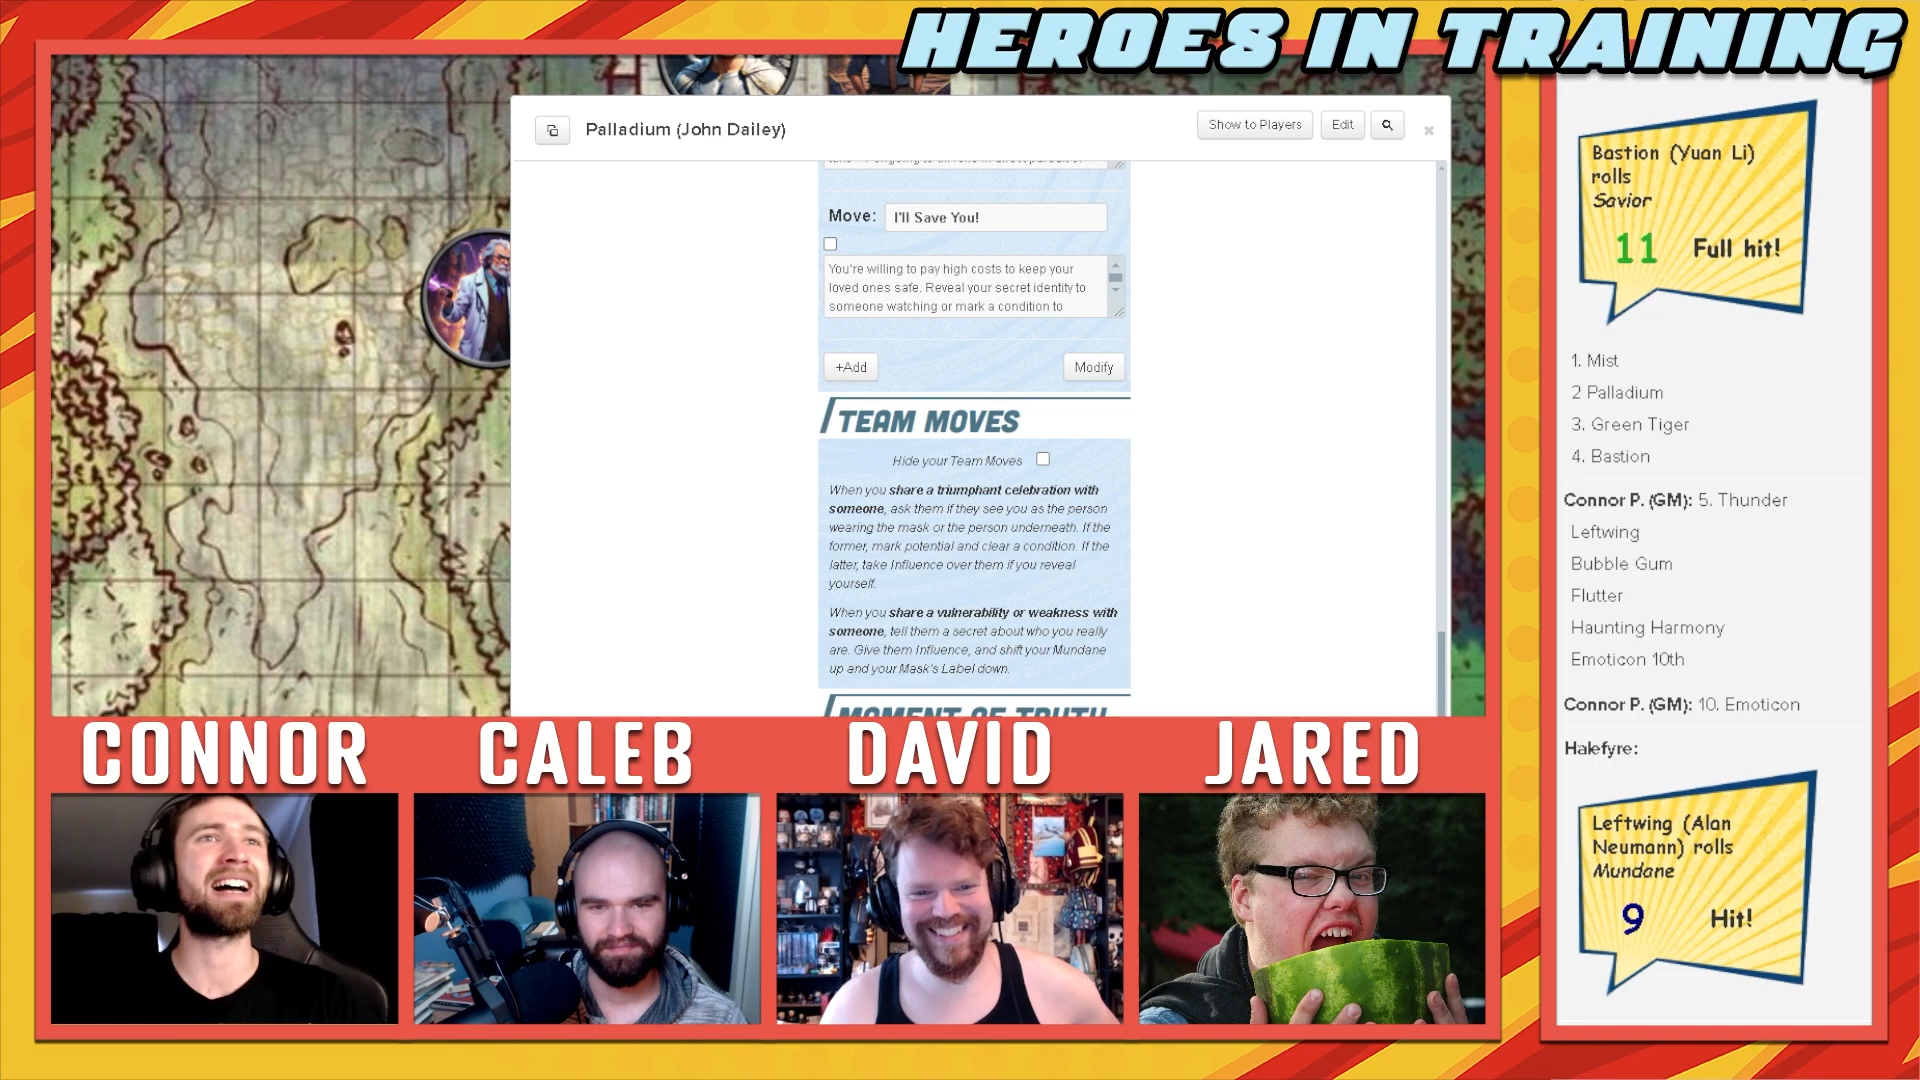 HEROES IN TRAINING
Palladium (John Dailey)
Show to Players
Edit
Move:
I'll Save You!
You're willing to pay high costs to keep your
loved ones safe. Reveal your secret identity to
someone watching or mark a condition to
+Add
Modify
TEAM MOVES
Hide your Team Moves
When you share a triumphant celebration with
someone, ask them if they see you as the person
wearing the mask or the person underneath. If the
former, mark potential and clear a condition. If the
latter, take Influence over them if you reveal
yourself.
When you share a vulnerability or weakness with
someone, tell them a secret about who you really
are. Give them Influence, and shift your Mundane
up and your Mask's Label down.
MOMENT OF TRUTH
CONNOR
CALEB
DAVID
JARED
Bastion (Yuan Li)
rolls
Savior
11 Full hit!
1. Mist
2 Palladium
3. Green Tiger
4. Bastion
Connor P. (GM): 5. Thunder
Leftwing
Bubble Gum
Flutter
Haunting Harmony
Emoticon 10th
Connor P. (GM): 10. Emoticon
Halefyre:
Leftwing (Alan
Neumann) rolls
Mundane
9 Hit!